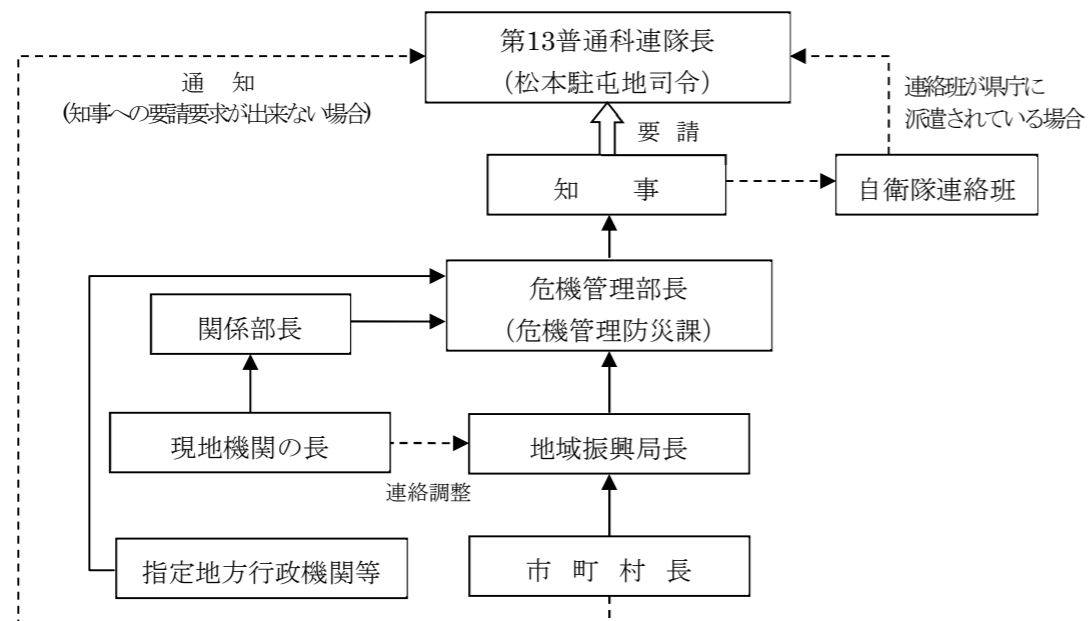 第13普通科連隊長
(松本駐屯地司令)
通　知
(知事への要請要求が出来ない場合)
連絡班が県庁に
派遣されている場合
要 請
知　　事
自衛隊連絡班
危機管理部長
(危機管理防災課)
関係部長
現地機関の長
地域振興局長
連絡調整
指定地方行政機関等
市 町 村 長